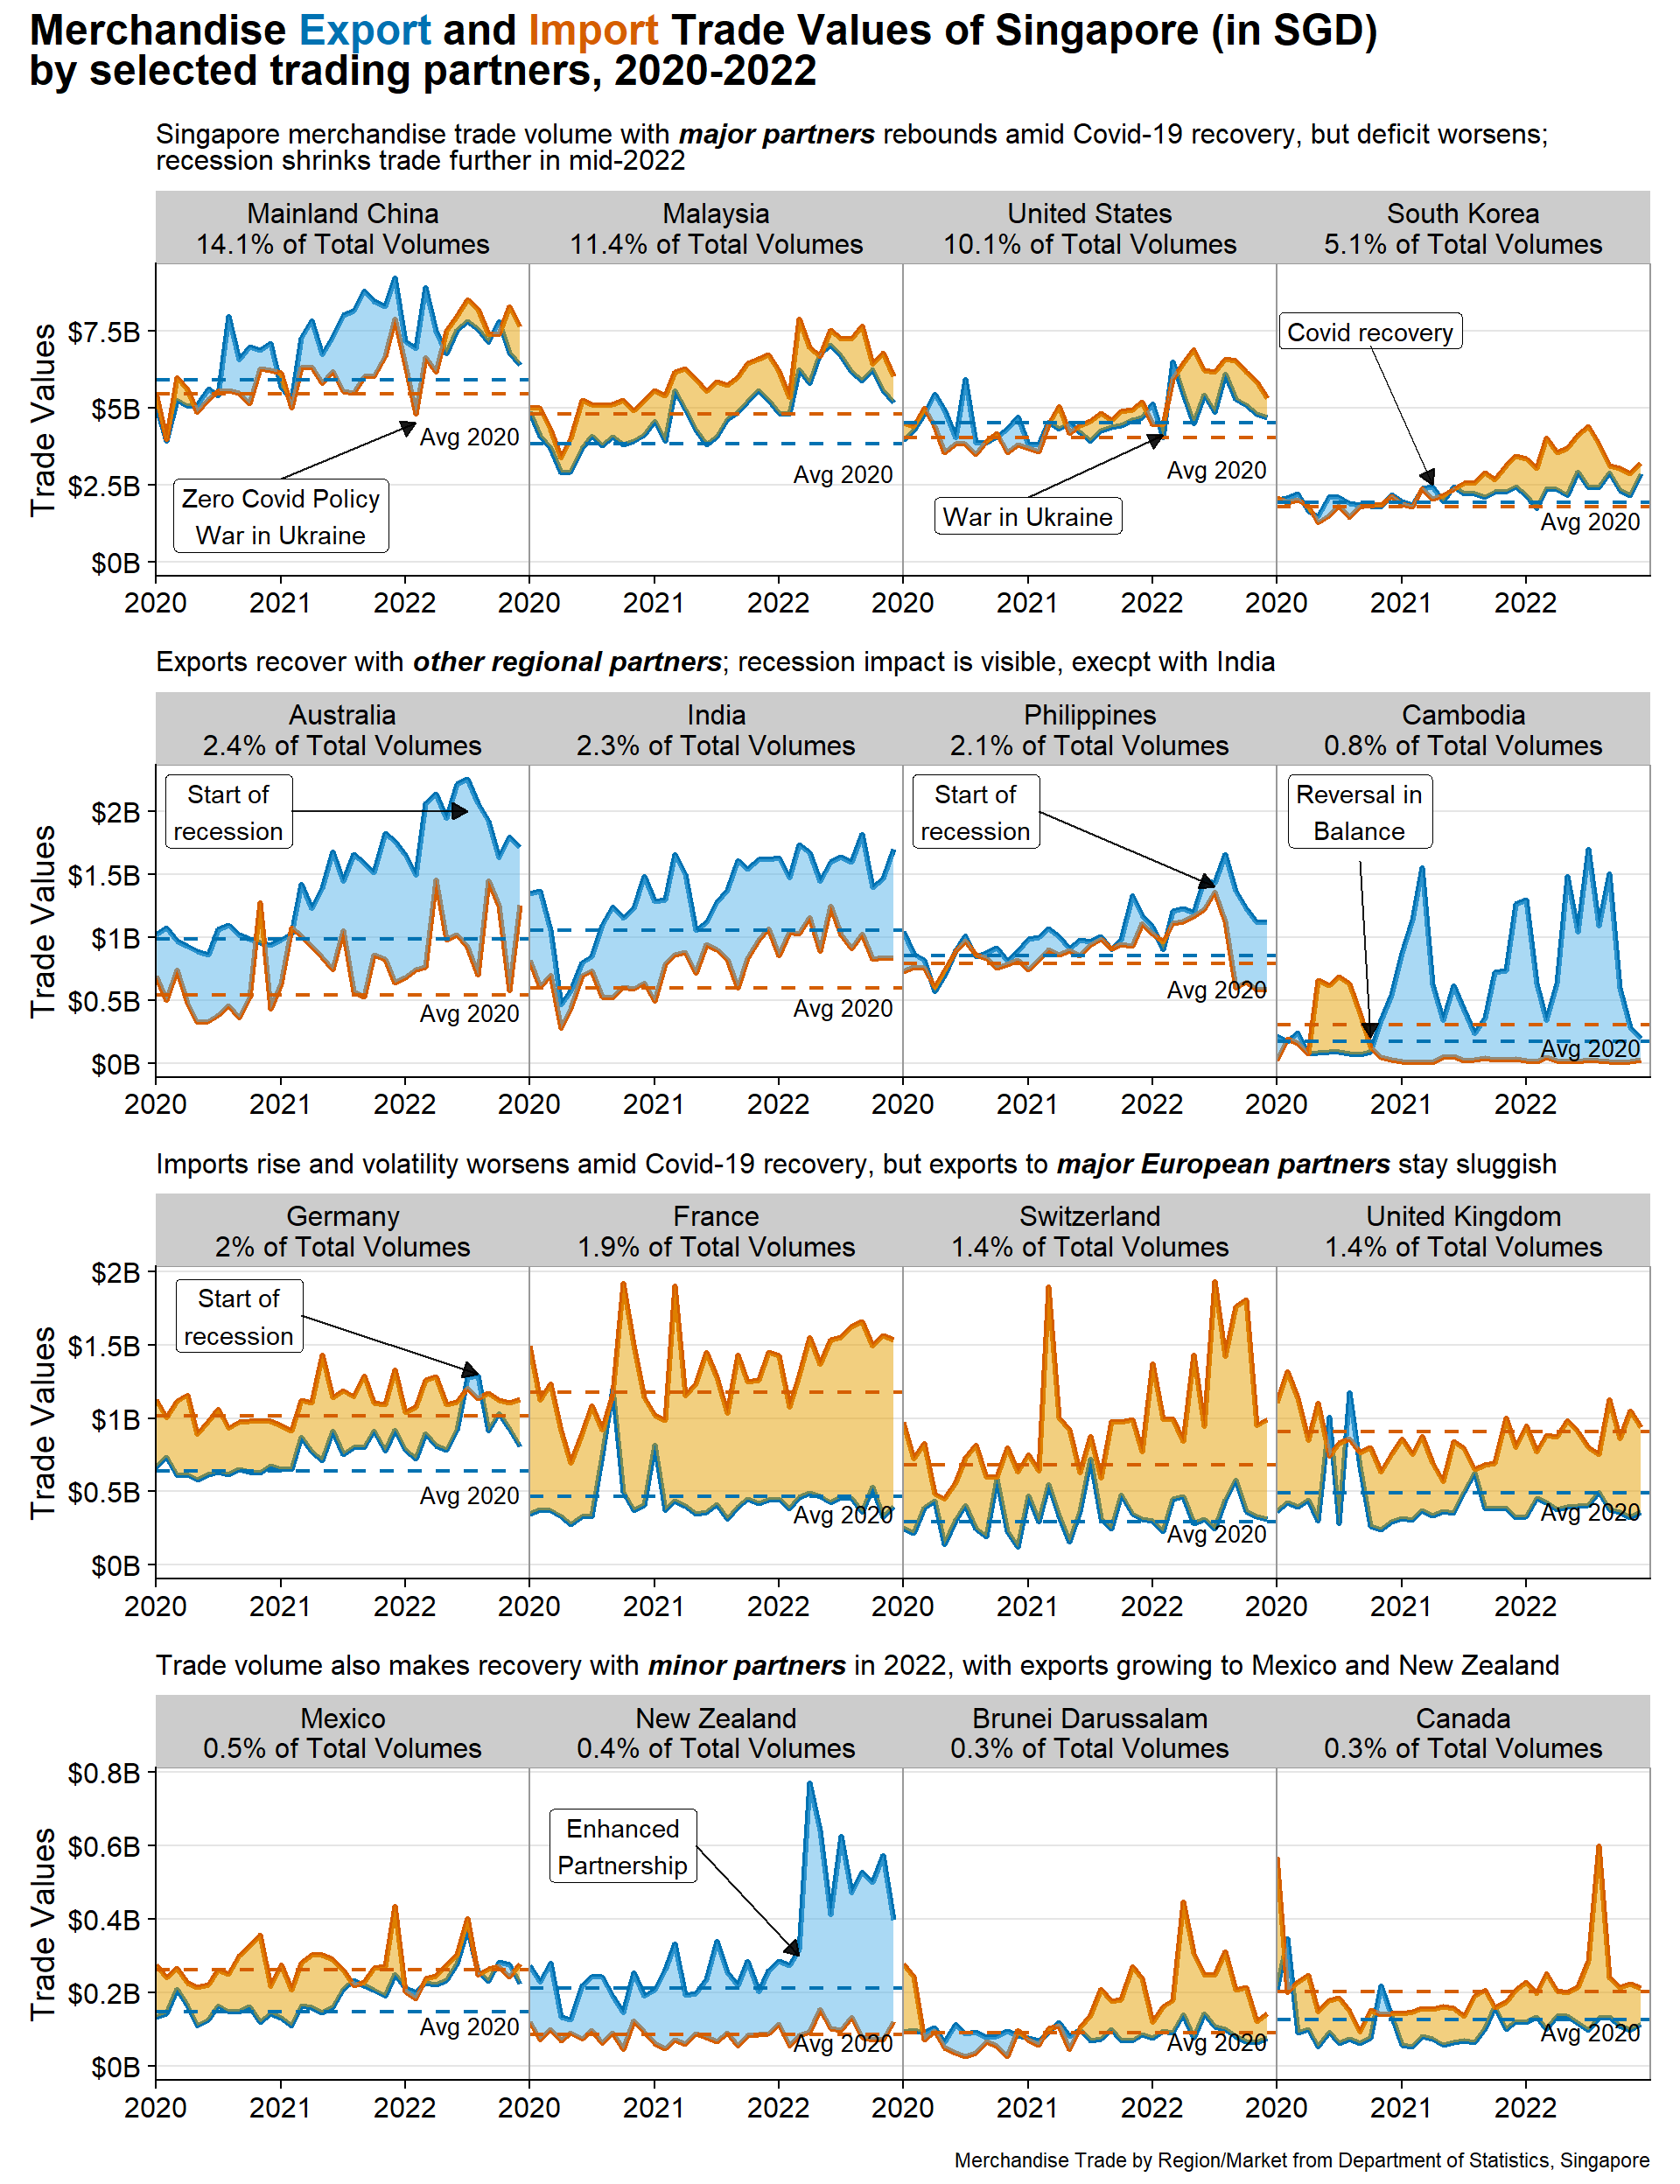 Merchandise Export and Import Trade Values of Singapore (in SGD)
by selected trading partners, 2020-2022
Singapore merchandise trade volume with major partners rebounds amid Covid-19 recovery, but deficit worsens;
recession shrinks trade further in mid-2022
Mainland China
14.1% of Total Volumes
Malaysia
11.4% of Total Volumes
United States
10.1% of Total Volumes
South Korea
5.1% of Total Volumes
Trade Values
$7.5B
$5B
$2.5B
$0B
Avg 2020
Zero Covid Policy
War in Ukraine
Avg 2020
War in Ukraine
Avg 2020
Covid recovery
Avg 2020
2020 2021 2022 2020 2021 2022 2020 2021 2022 2020 2021 2022
Exports recover with other regional partners; recession impact is visible, execpt with India
Australia
2.4% of Total Volumes
India
2.3% of Total Volumes
Philippines
2.1% of Total Volumes
Cambodia
0.8% of Total Volumes
Trade Values
$2B
$1.5B
$1B
$0.5B
$0B
Start of
recession
Avg 2020
Avg 2020
Start of
recession
Avg 2020
Reversal in
Balance
Avg 2020
2020 2021 2022 2020 2021 2022 2020 2021 2022 2020 2021 2022
Imports rise and volatility worsens amid Covid-19 recovery, but exports to major European partners stay sluggish
Germany
2% of Total Volumes
France
1.9% of Total Volumes
Switzerland
1.4% of Total Volumes
United Kingdom
1.4% of Total Volumes
Trade Values
$2B
$1.5B
$1B
$0.5B
$0B
Start of
recession
Avg 2020
Avg 2020
Avg 2020
Avg 2020
2020 2021 2022 2020 2021 2022 2020 2021 2022 2020 2021 2022
Trade volume also makes recovery with minor partners in 2022, with exports growing to Mexico and New Zealand
Mexico
0.5% of Total Volumes
New Zealand
0.4% of Total Volumes
Brunei Darussalam
0.3% of Total Volumes
Canada
0.3% of Total Volumes
Trade Values
$0.8B
$0.6B
$0.4B
$0.2B
$0B
Avg 2020
Enhanced
Partnership
Avg 2020
Avg 2020
Avg 2020
2020 2021 2022 2020 2021 2022 2020 2021 2022 2020 2021 2022
Merchandise Trade by Region/Market from Department of Statistics, Singapore